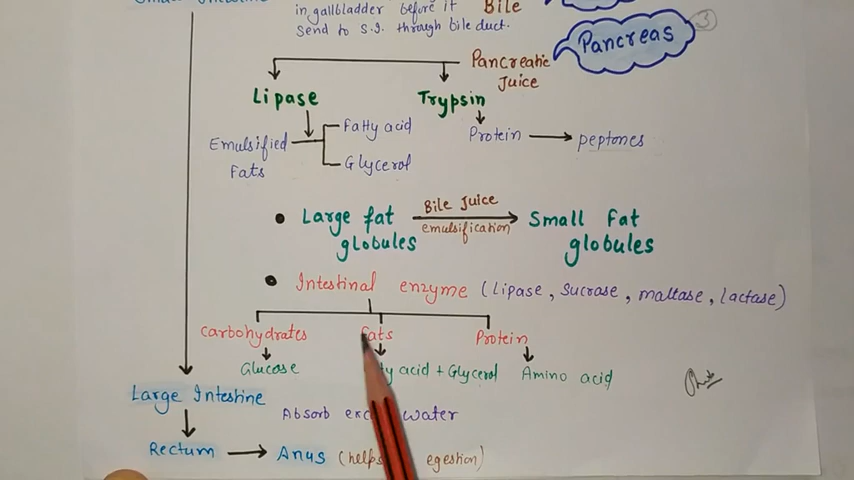 in gallbladder before it Bile
send to S.I. through bile duct.
Pancreas
3
Pancreatic
Juice
Lipase
Trypsin
Emulsified
Fats
Fatty acid
Glycerol
Protein → peptones
Large fat
globules
Bile Juice
emulsification
Small fat
globules
Intestinal enzyme (Lipase, Sucrase, maltase, lactase)
Carbohydrates
Fats
Protein
Glucose
acid + Glycerol
Amino acid
Large Intestine
Absorb water
Rectum → Anus (helps egestion)